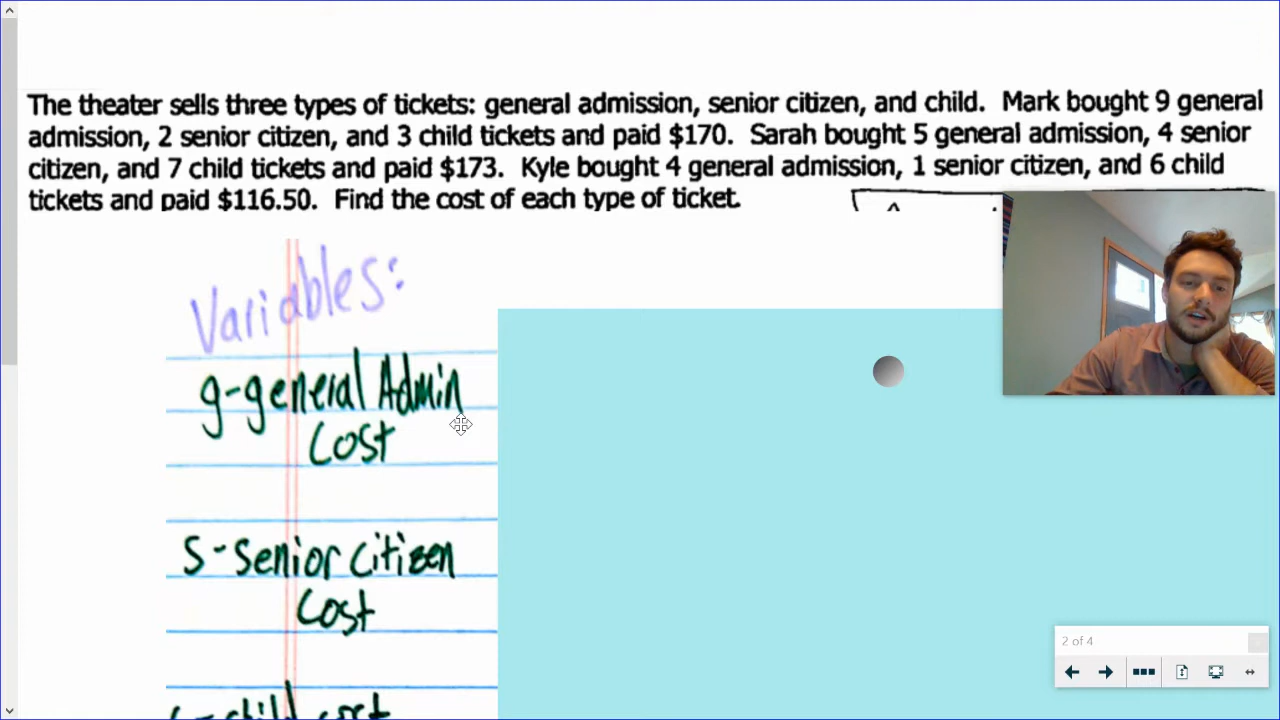 The theater sells three types of tickets: general admission, senior citizen, and child. Mark bought 9 general
admission, 2 senior citizen, and 3 child tickets and paid $170. Sarah bought 5 general admission, 4 senior
citizen, and 7 child tickets and paid $173. Kyle bought 4 general admission, 1 senior citizen, and 6 child
tickets and paid $116.50. Find the cost of each type of ticket.
Variables:
g-general Admin
Cost
S-Senior Citizen
Cost
child cost
2 of 4